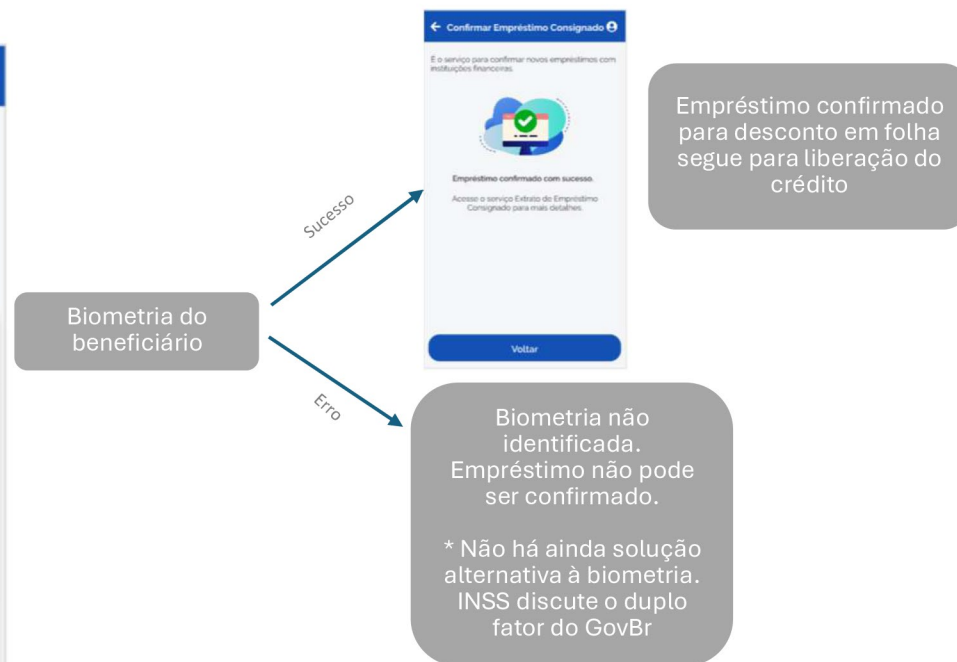 Confirmar Empréstimo Consignado
É o serviço para confirmar novos empréstimos com
instituições financeiras.
Empréstimo confirmado com sucesso.
Acesse o serviço Extrato do Empréstimo
Consignado para mais detalhes.
Voltar
Empréstimo confirmado
para desconto em folha
segue para liberação do
crédito
Sucesso
Biometria do
beneficiário
Erro
Biometria não
identificada.
Empréstimo não pode
ser confirmado.
* Não há ainda solução
alternativa à biometria.
INSS discute o duplo
fator do GovBr